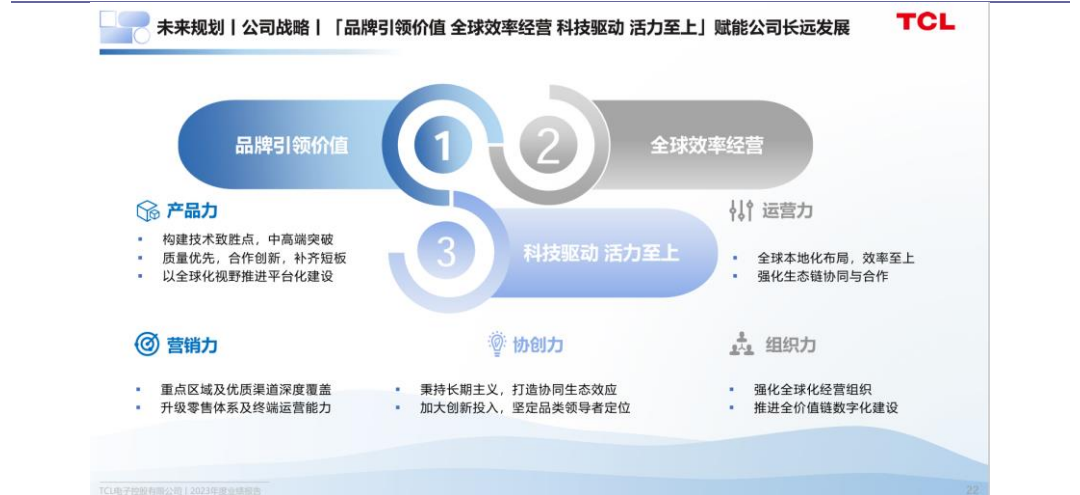 未来规划丨公司战略丨「品牌引领价值 全球效率经营 科技驱动 活力至上」赋能公司长远发展
TCL
品牌引领价值
1
2
全球效率经营
3
科技驱动 活力至上
产品力
▪ 构建技术致胜点，中高端突破
▪ 质量优先，合作创新，补齐短板
▪ 以全球化视野推进平台化建设
运营力
▪ 全球本地化布局，效率至上
▪ 强化生态链协同与合作
营销力
▪ 重点区域及优质渠道深度覆盖
▪ 升级零售体系及终端运营能力
协创力
▪ 秉持长期主义，打造协同生态效应
▪ 加大创新投入，坚定品类领导者定位
组织力
▪ 强化全球化经营组织
▪ 推进全价值链数字化建设
TCL电子控股有限公司丨2023年度业绩报告
22